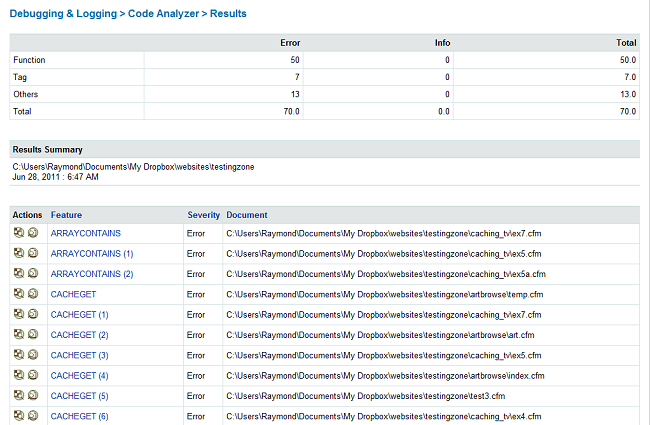 Debugging & Logging > Code Analyzer > Results
Error Info Total
Function 50 0 50.0
Tag 7 0 7.0
Others 13 0 13.0
Total 70.0 0.0 70.0
Results Summary
C:\Users\Raymond\Documents\My Dropbox\websites\testingzone
Jun 28, 2011 : 6:47 AM
Actions Feature Severity Document
ARRAYCONTAINS Error C:\Users\Raymond\Documents\My Dropbox\websites\testingzone\caching_tv\ex7.cfm
ARRAYCONTAINS (1) Error C:\Users\Raymond\Documents\My Dropbox\websites\testingzone\caching_tv\ex5.cfm
ARRAYCONTAINS (2) Error C:\Users\Raymond\Documents\My Dropbox\websites\testingzone\caching_tv\ex5a.cfm
CACHEGET Error C:\Users\Raymond\Documents\My Dropbox\websites\testingzone\artbrowse\temp.cfm
CACHEGET (1) Error C:\Users\Raymond\Documents\My Dropbox\websites\testingzone\caching_tv\ex7.cfm
CACHEGET (2) Error C:\Users\Raymond\Documents\My Dropbox\websites\testingzone\artbrowse\art.cfm
CACHEGET (3) Error C:\Users\Raymond\Documents\My Dropbox\websites\testingzone\caching_tv\ex5.cfm
CACHEGET (4) Error C:\Users\Raymond\Documents\My Dropbox\websites\testingzone\artbrowse\index.cfm
CACHEGET (5) Error C:\Users\Raymond\Documents\My Dropbox\websites\testingzone\test3.cfm
CACHEGET (6) Error C:\Users\Raymond\Documents\My Dropbox\websites\testingzone\caching_tv\ex4.cfm